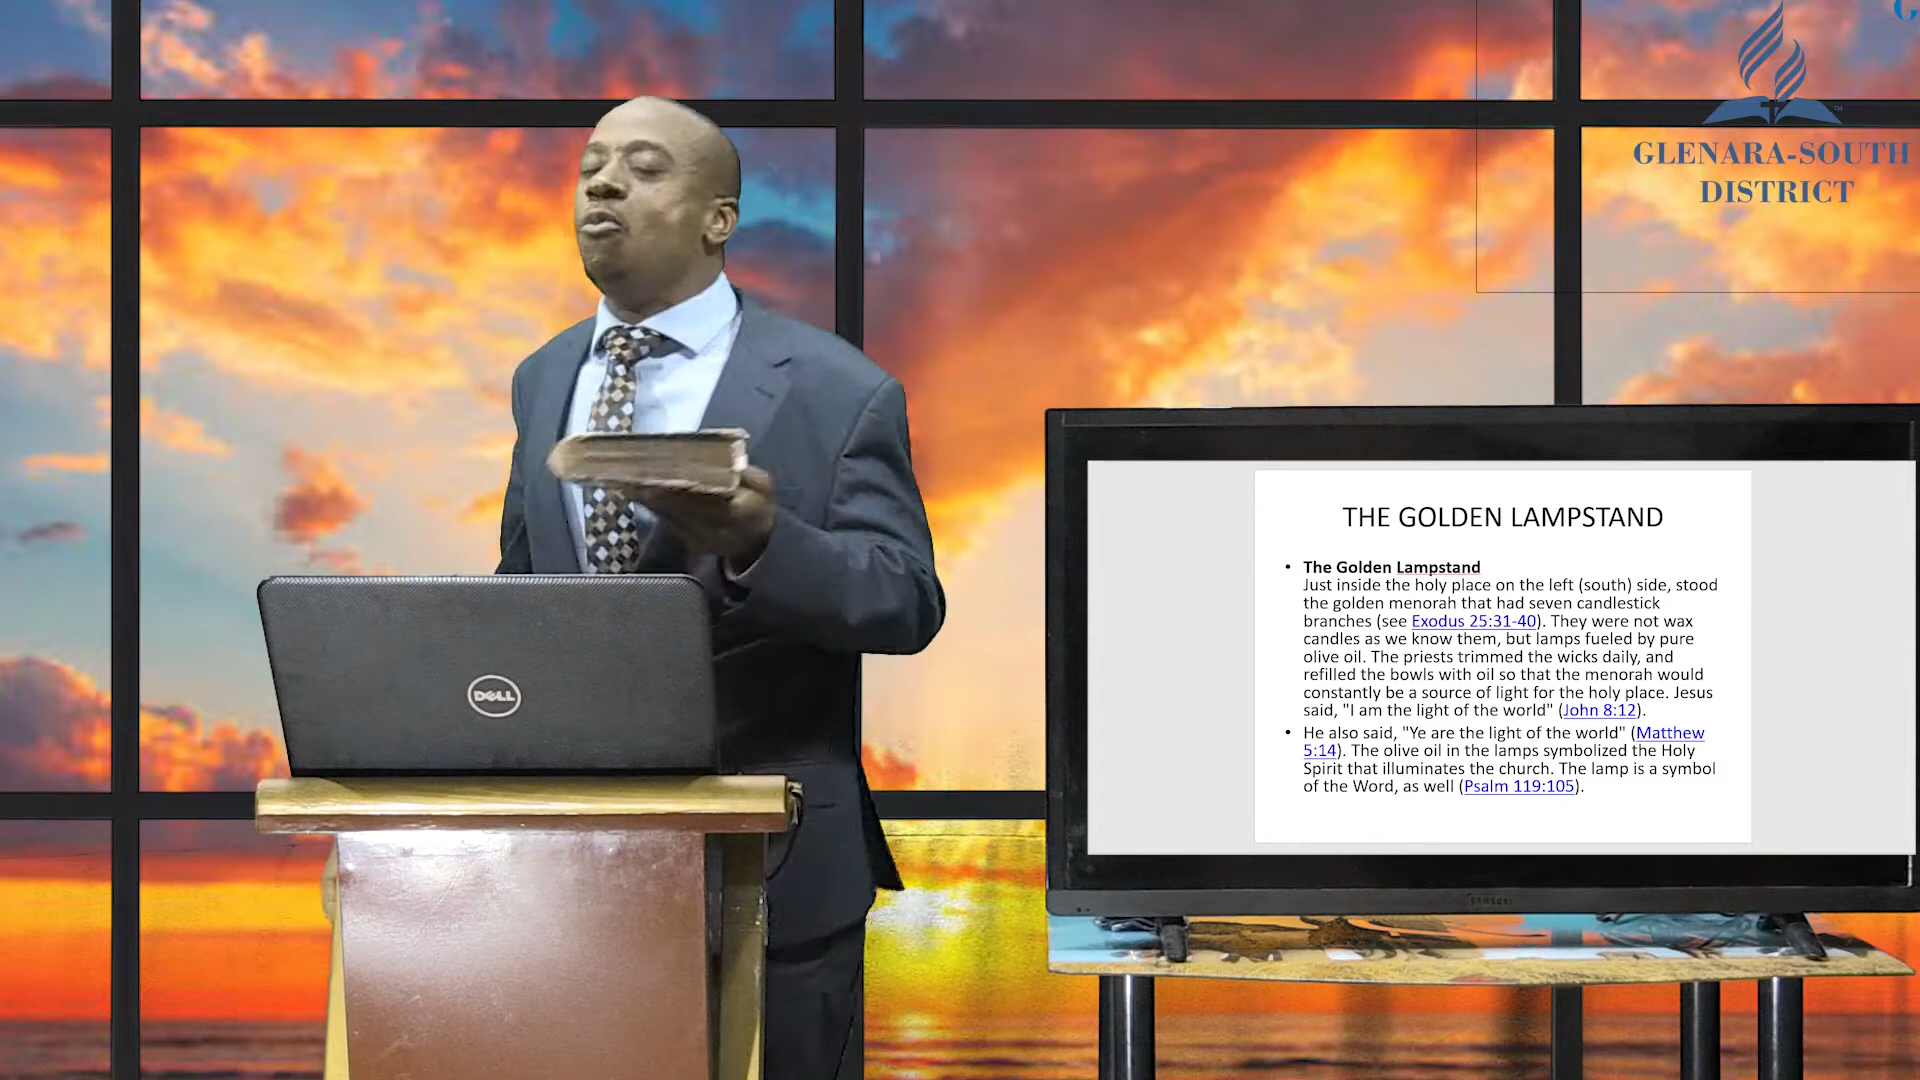 G
™
GLENARA-SOUTH
DISTRICT
THE GOLDEN LAMPSTAND
• The Golden Lampstand
Just inside the holy place on the left (south) side, stood
the golden menorah that had seven candlestick
branches (see Exodus 25:31-40). They were not wax
candles as we know them, but lamps fueled by pure
olive oil. The priests trimmed the wicks daily, and
refilled the bowls with oil so that the menorah would
constantly be a source of light for the holy place. Jesus
said, "I am the light of the world" (John 8:12).
• He also said, "Ye are the light of the world" (Matthew
5:14). The olive oil in the lamps symbolized the Holy
Spirit that illuminates the church. The lamp is a symbol
of the Word, as well (Psalm 119:105).
DELL
SAMSUNG